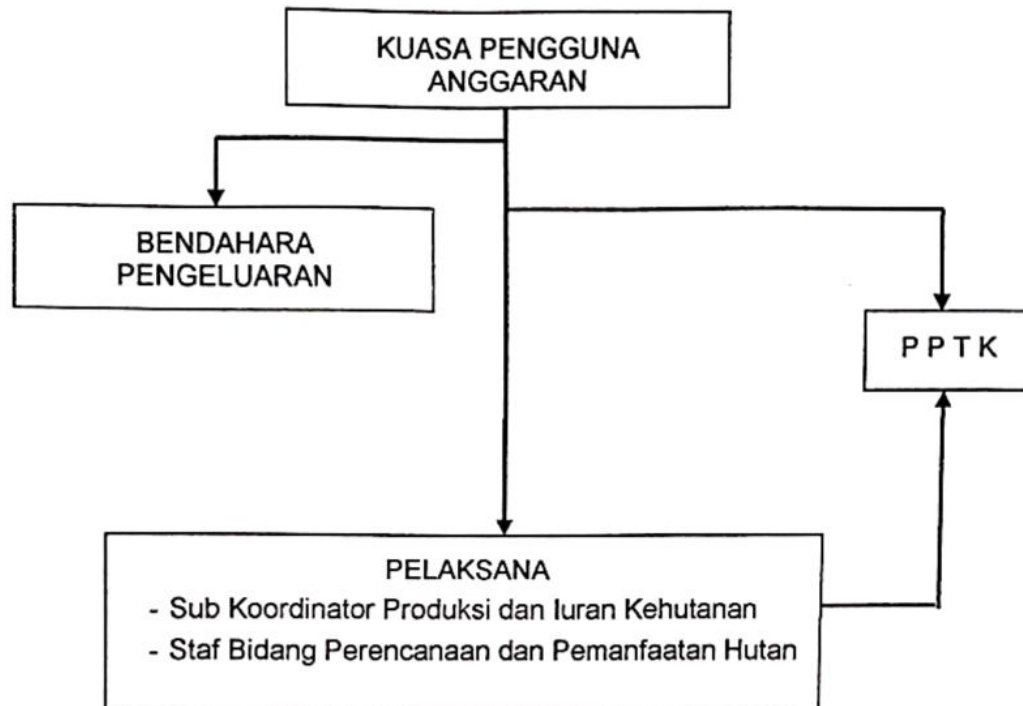 KUASA PENGGUNA
ANGGARAN
BENDAHARA
PENGELUARAN
P P T K
PELAKSANA
- Sub Koordinator Produksi dan Iuran Kehutanan
- Staf Bidang Perencanaan dan Pemanfaatan Hutan